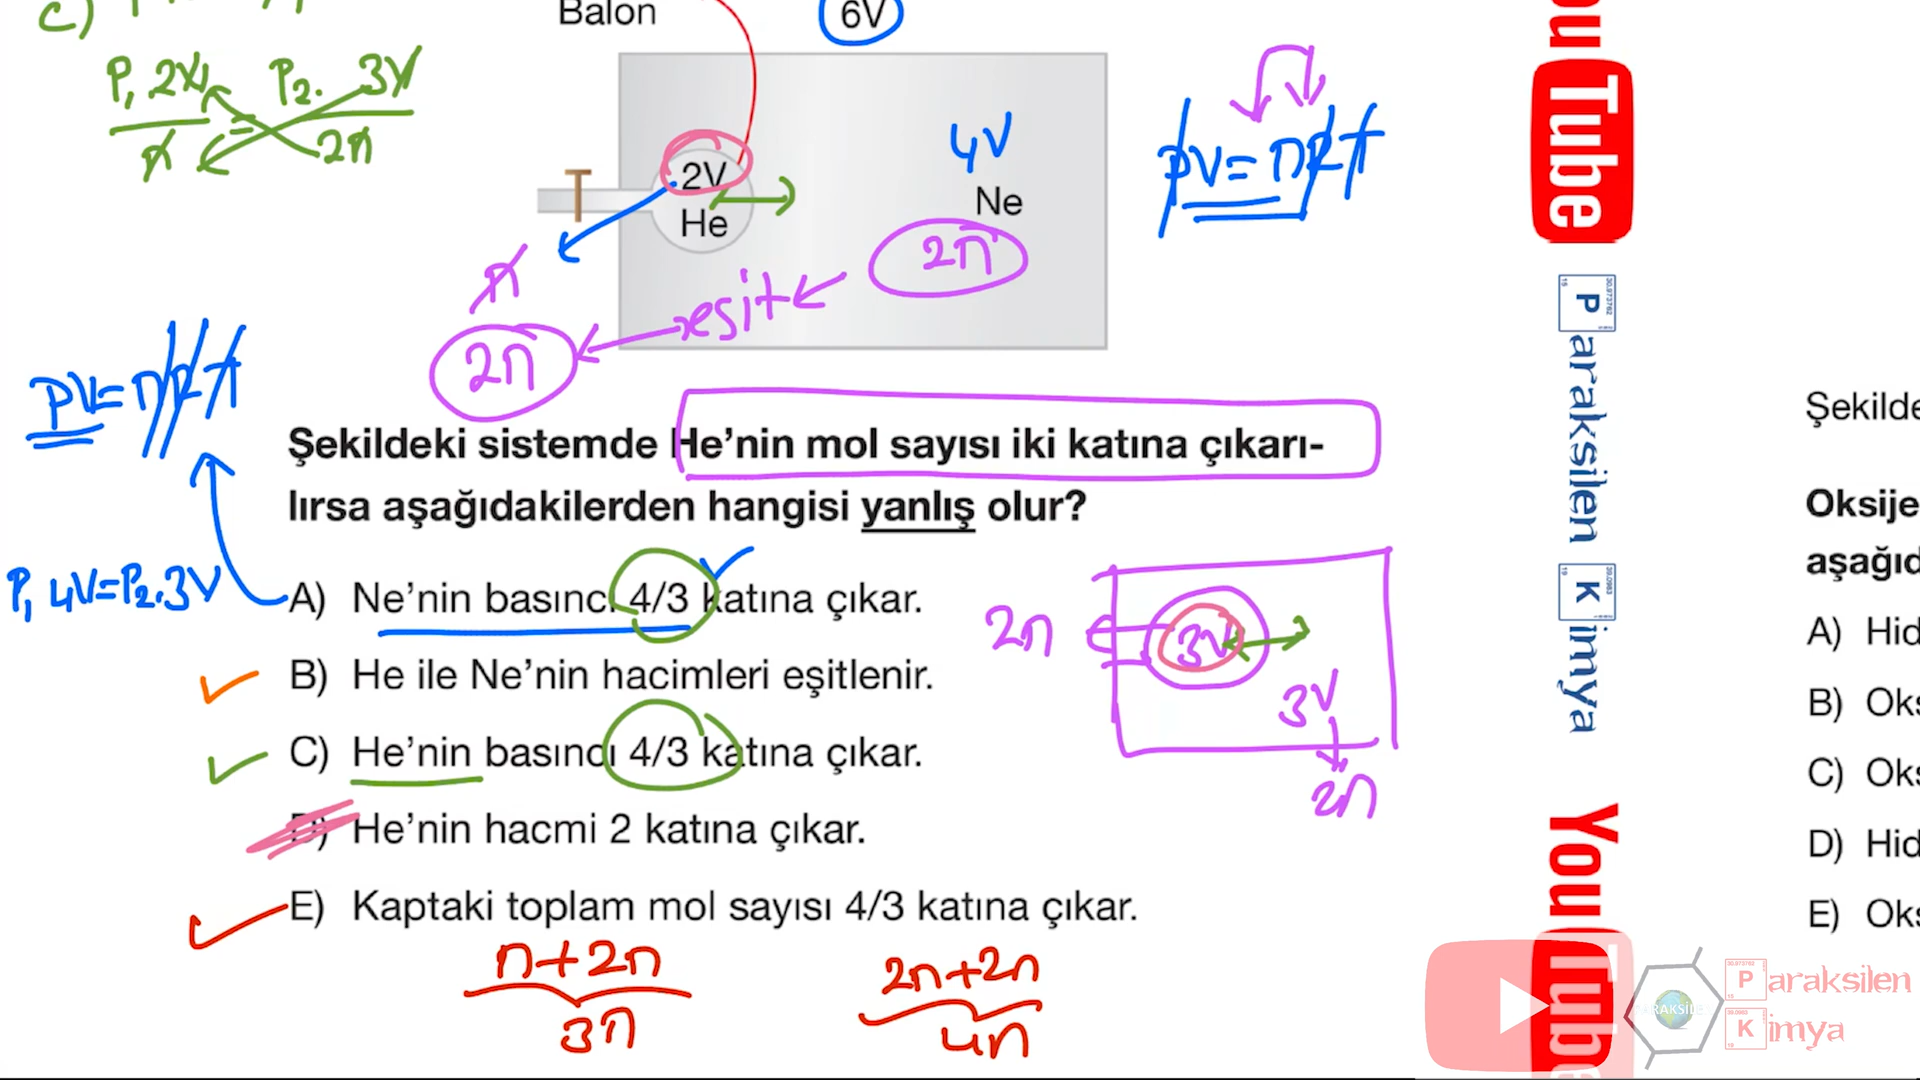 C)
Balon
6V
P₁ 2V P₂. 3V
n = 2n
2V
He
4V
Ne
2n
PV = nRT
n
eşit
2n
PV = nRT
Şekildeki sistemde He’nin mol sayısı iki katına çıkarı-
lırsa aşağıdakilerden hangisi yanlış olur?
P₁ 4V = P₂.3V
A) Ne’nin basıncı 4/3 katına çıkar.
B) He ile Ne’nin hacimleri eşitlenir.
C) He’nin basıncı 4/3 katına çıkar.
D) He’nin hacmi 2 katına çıkar.
E) Kaptaki toplam mol sayısı 4/3 katına çıkar.
n+2n
3n
2n+2n
4n
2n
3V
3V
2n
YouTube
Paraksilen Kimya
YouTube
Şekilde
Oksije
aşağıd
A) Hid
B) Oks
C) Oks
D) Hid
E) Oks
Paraksilen
Kimya